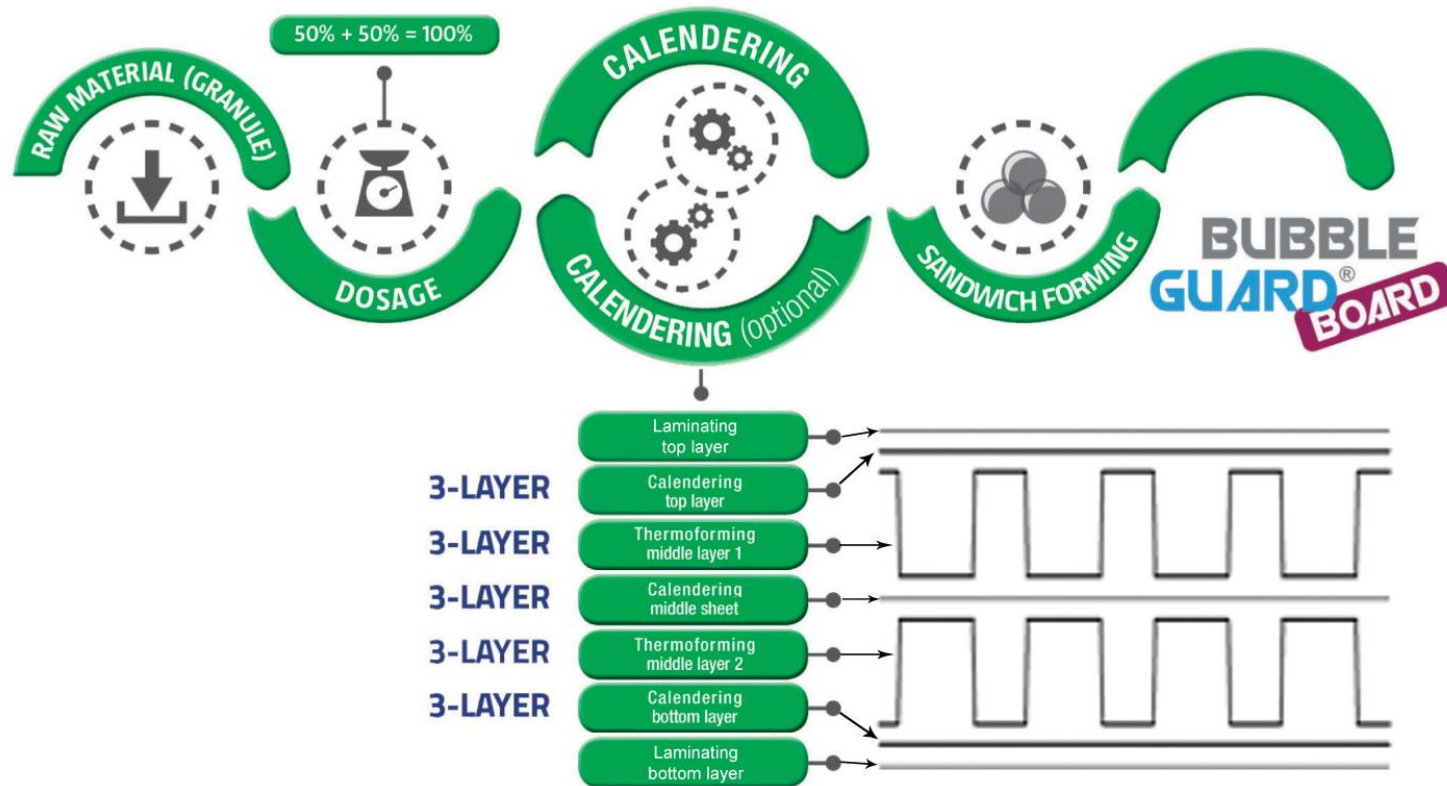 50% + 50% = 100%
RAW MATERIAL (GRANULE)
DOSAGE
CALENDERING
CALENDERING (optional)
SANDWICH FORMING
BUBBLE
GUARD®
BOARD
Laminating
top layer
3-LAYER
Calendering
top layer
3-LAYER
Thermoforming
middle layer 1
3-LAYER
Calendering
middle sheet
3-LAYER
Thermoforming
middle layer 2
3-LAYER
Calendering
bottom layer
Laminating
bottom layer